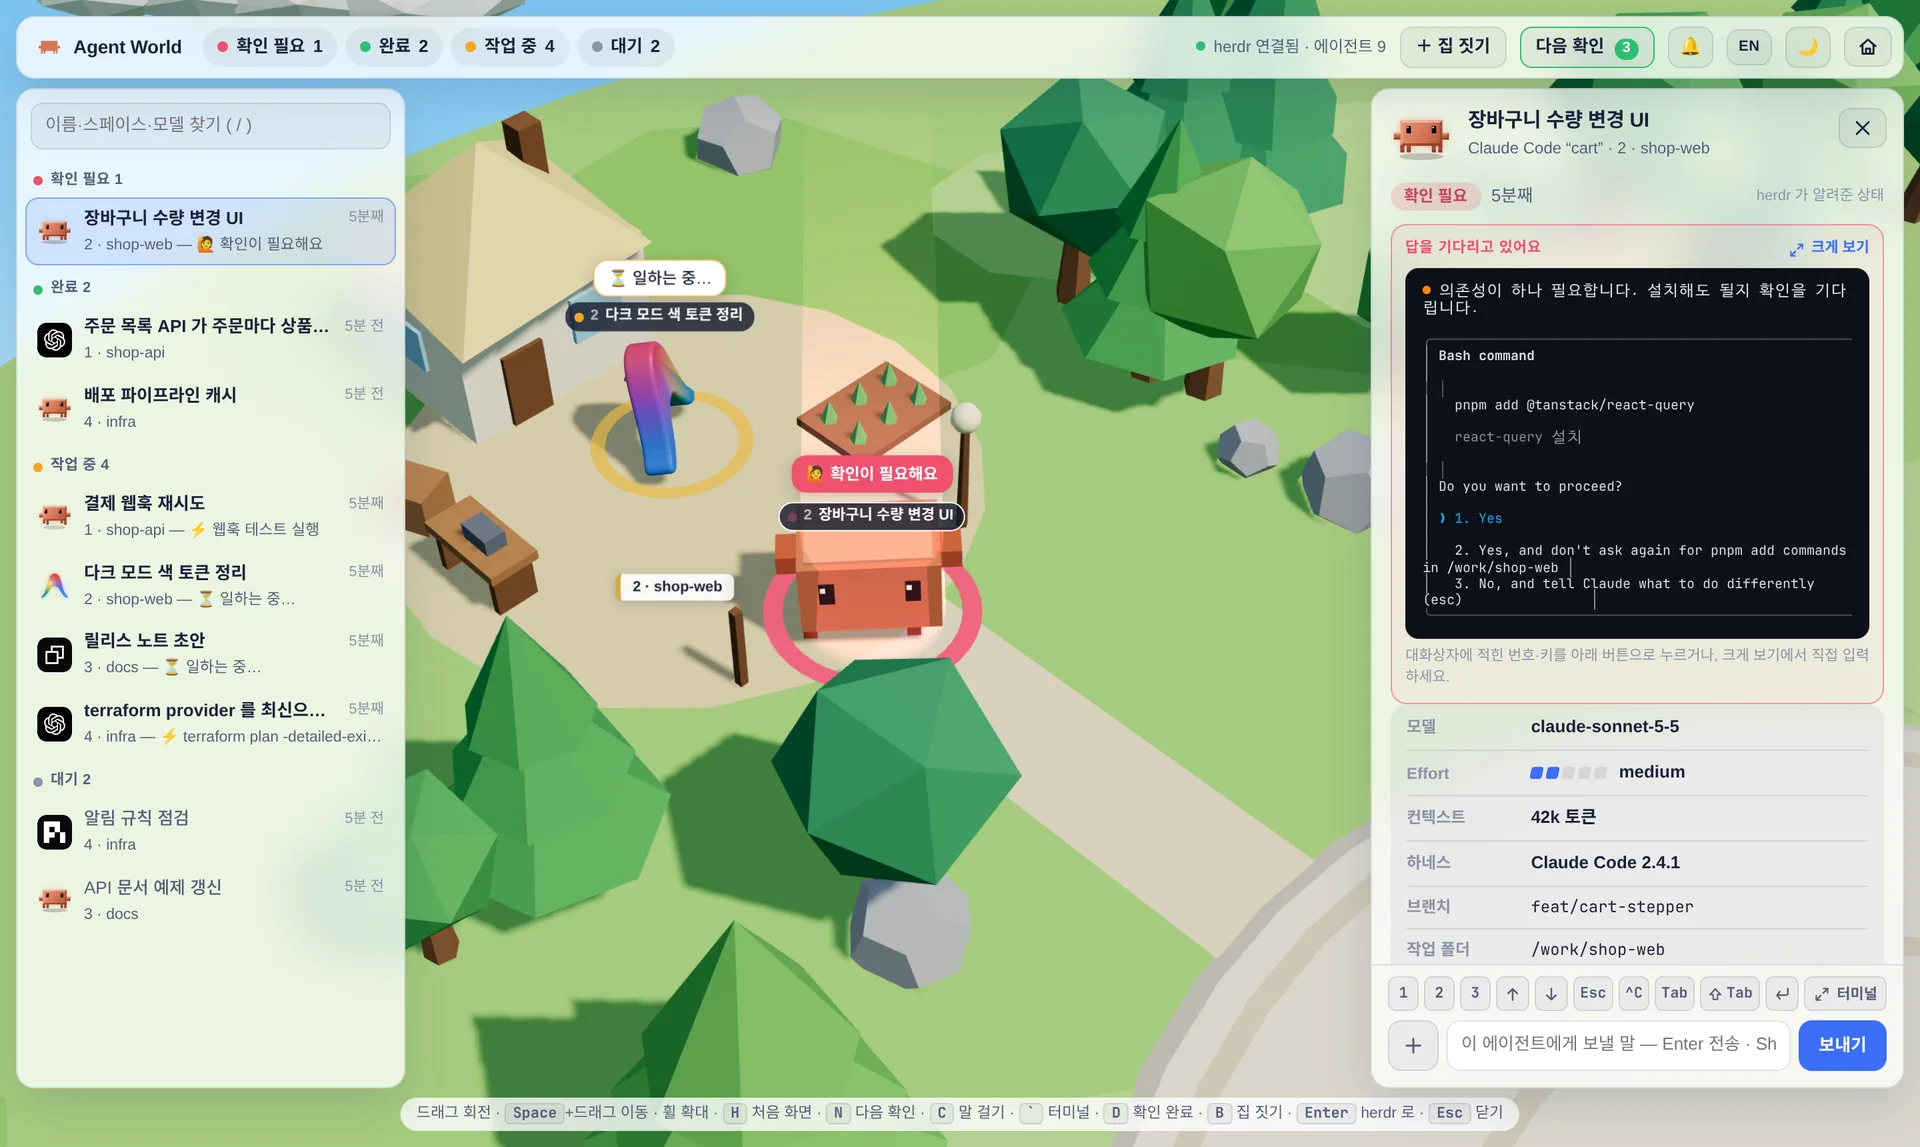 Agent World
확인 필요 1
완료 2
작업 중 4
대기 2
herdr 연결됨 · 에이전트 9
+ 집 짓기
다음 확인 3
EN
이름·스페이스·모델 찾기 ( / )
확인 필요 1
장바구니 수량 변경 UI
5분째
2 · shop-web — 🙋 확인이 필요해요
완료 2
주문 목록 API 가 주문마다 상품…
5분 전
1 · shop-api
배포 파이프라인 캐시
5분 전
4 · infra
작업 중 4
결제 웹훅 재시도
5분째
1 · shop-api — ⚡ 웹훅 테스트 실행
다크 모드 색 토큰 정리
5분째
2 · shop-web — ⏳ 일하는 중…
릴리스 노트 초안
5분째
3 · docs — ⏳ 일하는 중…
terraform provider 를 최신으…
5분째
4 · infra — ⚡ terraform plan -detailed-exi…
대기 2
알림 규칙 점검
5분 전
4 · infra
API 문서 예제 갱신
5분 전
3 · docs
⏳ 일하는 중…
2 다크 모드 색 토큰 정리
🙋 확인이 필요해요
2 장바구니 수량 변경 UI
2 · shop-web
장바구니 수량 변경 UI
Claude Code “cart” · 2 · shop-web
확인 필요
5분째
herdr 가 알려준 상태
답을 기다리고 있어요
크게 보기
의존성이 하나 필요합니다. 설치해도 될지 확인을 기다
립니다.
Bash command
pnpm add @tanstack/react-query
react-query 설치
Do you want to proceed?
❯ 1. Yes
2. Yes, and don't ask again for pnpm add commands
in /work/shop-web
3. No, and tell Claude what to do differently
(esc)
대화상자에 적힌 번호·키를 아래 버튼으로 누르거나, 크게 보기에서 직접 입력
하세요.
모델 claude-sonnet-5-5
Effort medium
컨텍스트 42k 토큰
하네스 Claude Code 2.4.1
브랜치 feat/cart-stepper
작업 폴더 /work/shop-web
1 2 3 ↑ ↓ Esc ^C Tab ⇧ Tab ↵ 터미널
+
이 에이전트에게 보낼 말 — Enter 전송 · Sh
보내기
드래그 회전 · Space +드래그 이동 · 휠 확대 · H 처음 화면 · N 다음 확인 · C 말 걸기 · ` 터미널 · D 확인 완료 · B 집 짓기 · Enter herdr 로 · Esc 닫기